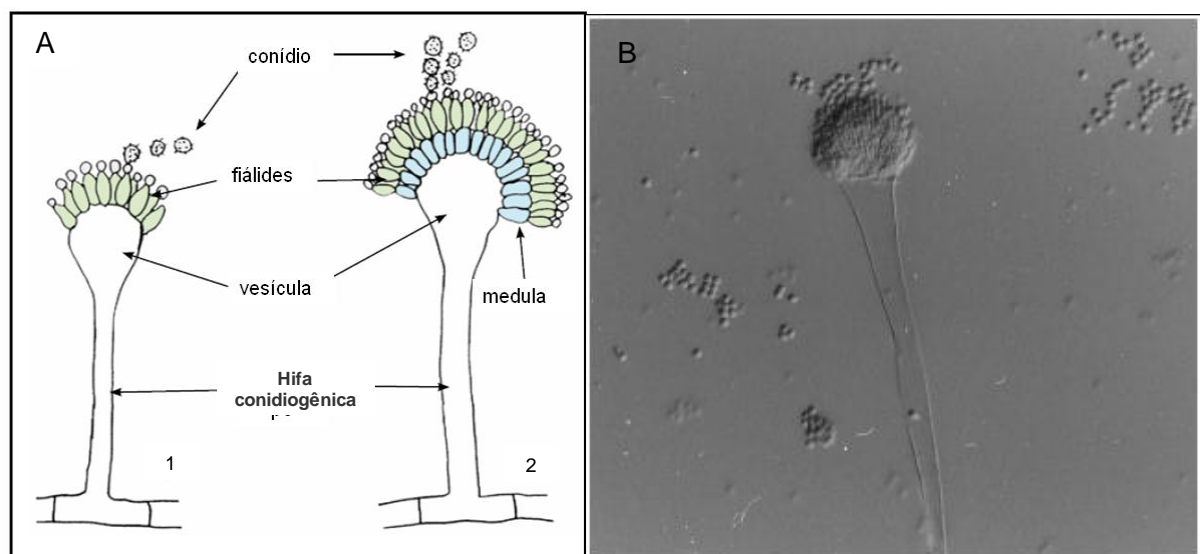 A
conídio
fiálides
vesícula
medula
Hifa
conidiogênica
1
2
B